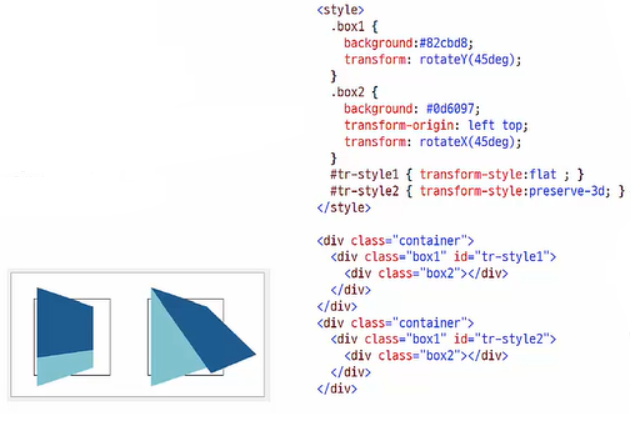 <style>
.box1 {
background:#82cbd8;
transform: rotateY(45deg);
}
.box2 {
background: #0d6097;
transform-origin: left top;
transform: rotateX(45deg);
}
#tr-style1 { transform-style:flat ; }
#tr-style2 { transform-style:preserve-3d; }
</style>
<div class="container">
<div class="box1" id="tr-style1">
<div class="box2"></div>
</div>
</div>
<div class="container">
<div class="box1" id="tr-style2">
<div class="box2"></div>
</div>
</div>